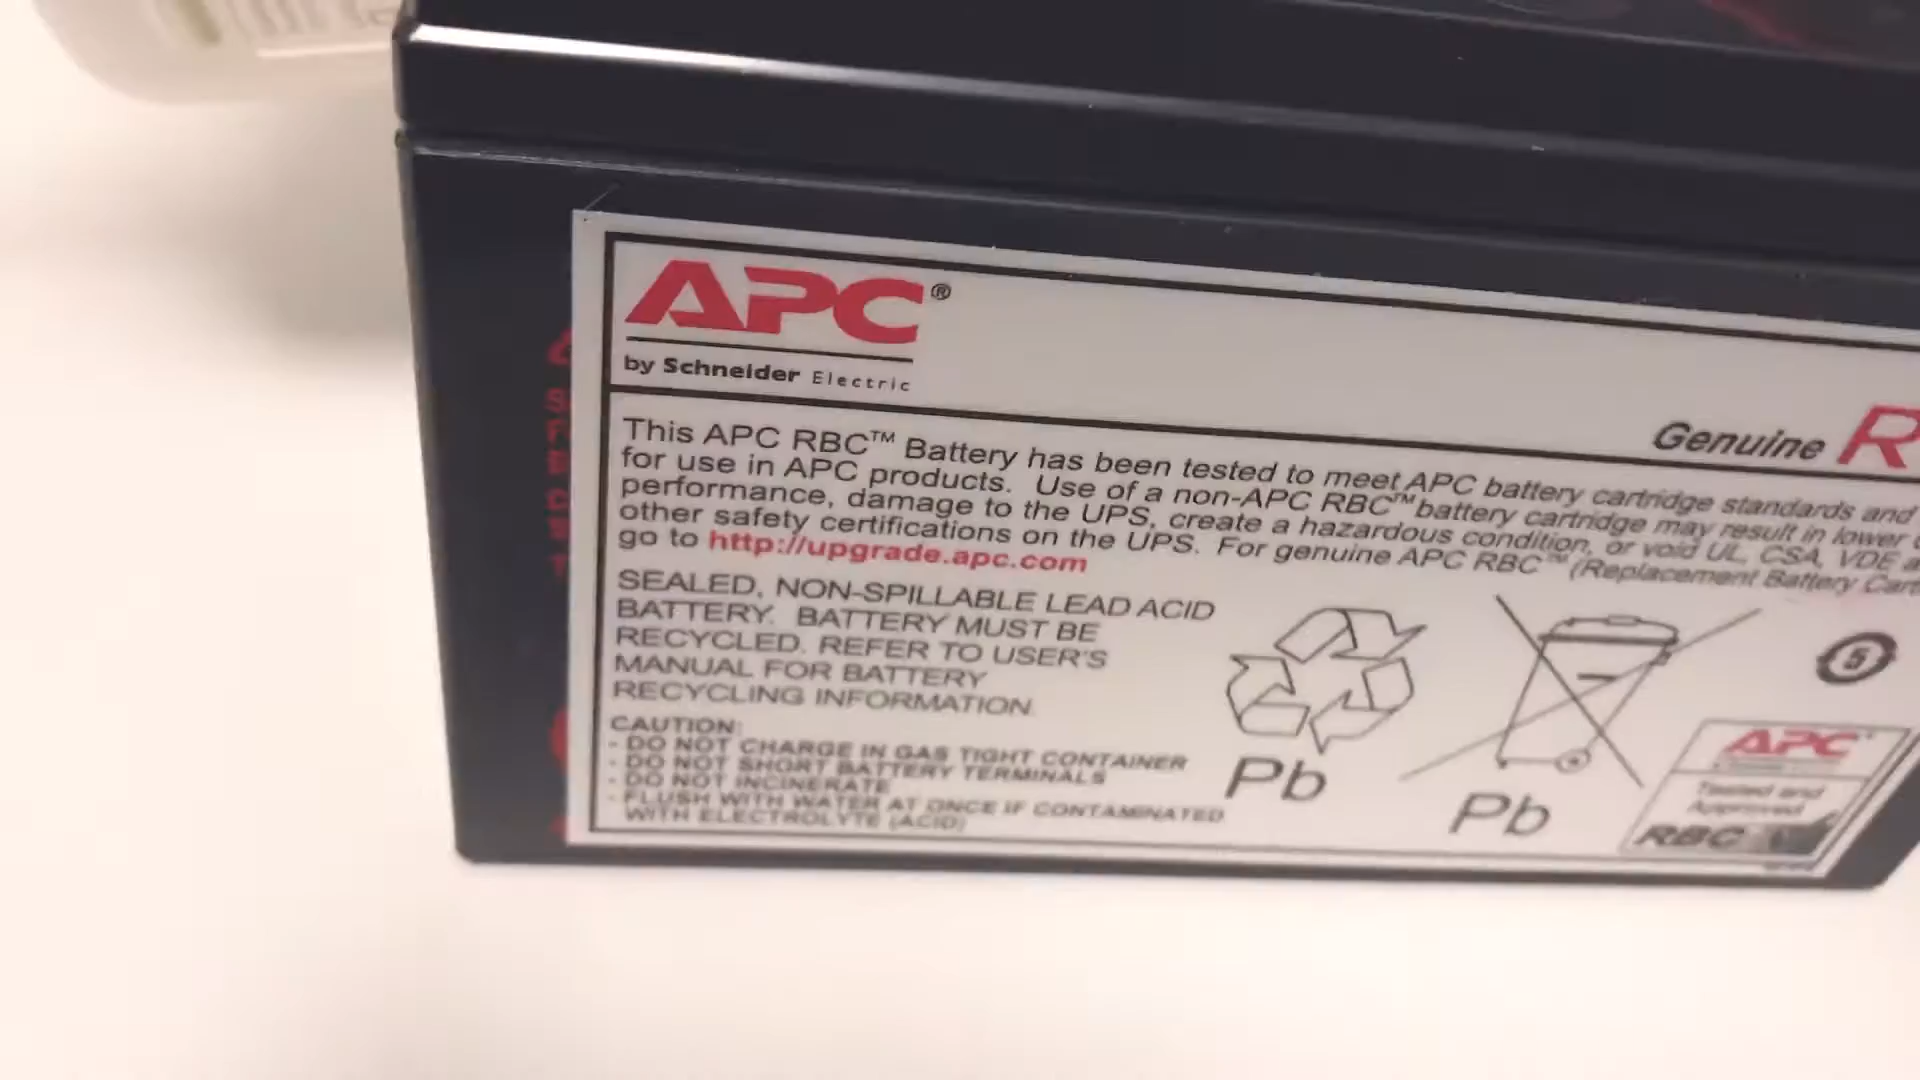 APC®
by Schneider Electric
Genuine R
This APC RBC™ Battery has been tested to meet APC battery cartridge standards and
for use in APC products. Use of a non-APC RBC™ battery cartridge may result in lower
performance, damage to the UPS, create a hazardous condition, or void UL, CSA, VDE
other safety certifications on the UPS. For genuine APC RBC™ (Replacement Battery
go to http://upgrade.apc.com
SEALED, NON-SPILLABLE LEAD ACID
BATTERY. BATTERY MUST BE
RECYCLED. REFER TO USER'S
MANUAL FOR BATTERY
RECYCLING INFORMATION.
CAUTION:
- DO NOT CHARGE IN GAS TIGHT CONTAINER
- DO NOT SHORT BATTERY TERMINALS
- DO NOT INCINERATE
- FLUSH WITH WATER AT ONCE IF CONTAMINATED
WITH ELECTROLYTE (ACID)
Pb
Pb
5
APC
Tested and
Approved
RBC